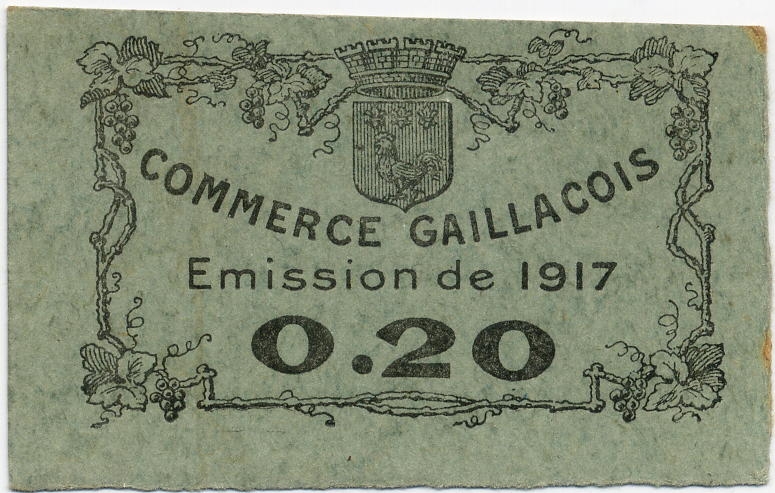 COMMERCE GAILLACOIS
Emission de 1917
0.20